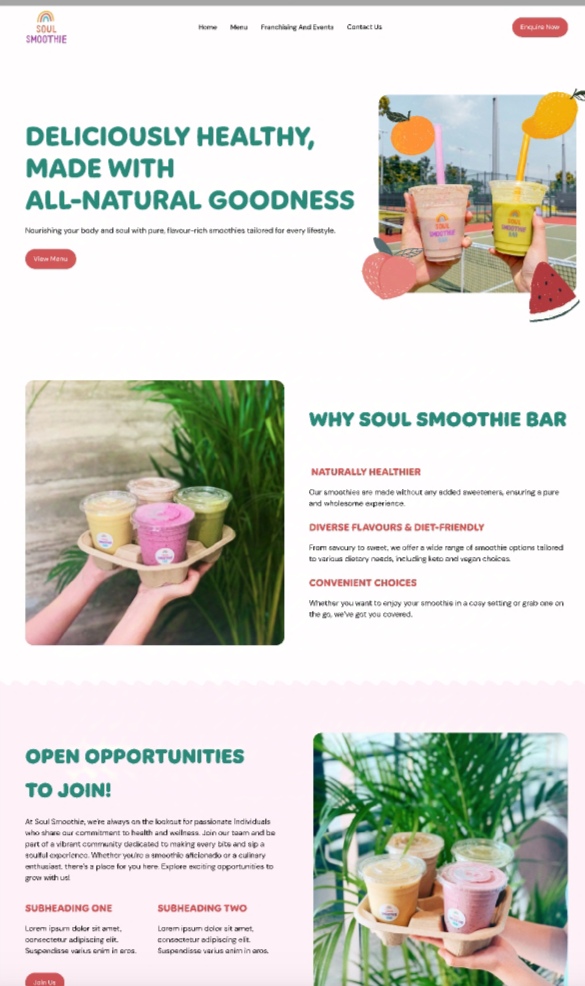 SOUL
SMOOTHIE
Home Menu Franchising And Events Contact Us
Enquire Now
DELICIOUSLY HEALTHY,
MADE WITH
ALL-NATURAL GOODNESS
Nourishing your body and soul with pure, flavour-rich smoothies tailored for every lifestyle.
View Menu
SOUL
SMOOTHIE
BAR
SOUL
SMOOTHIE
BAR
WHY SOUL SMOOTHIE BAR
NATURALLY HEALTHIER
Our smoothies are made without any added sweeteners, ensuring a pure
and wholesome experience.
DIVERSE FLAVOURS & DIET-FRIENDLY
From savoury to sweet, we offer a wide range of smoothie options tailored
to various dietary needs, including keto and vegan choices.
CONVENIENT CHOICES
Whether you want to enjoy your smoothie in a cosy setting or grab one on
the go, we've got you covered.
OPEN OPPORTUNITIES
TO JOIN!
At Soul Smoothie, we're always on the lookout for passionate individuals
who share our commitment to health and wellness. Join our team and be
part of a vibrant community dedicated to making every bite and sip a
soulful experience. Whether you're a smoothie aficionado or a culinary
enthusiast, there's a place for you here. Explore exciting opportunities to
grow with us!
SUBHEADING ONE
Lorem ipsum dolor sit amet,
consectetur adipiscing elit.
Suspendisse varius enim in eros.
SUBHEADING TWO
Lorem ipsum dolor sit amet,
consectetur adipiscing elit.
Suspendisse varius enim in eros.
Join Us